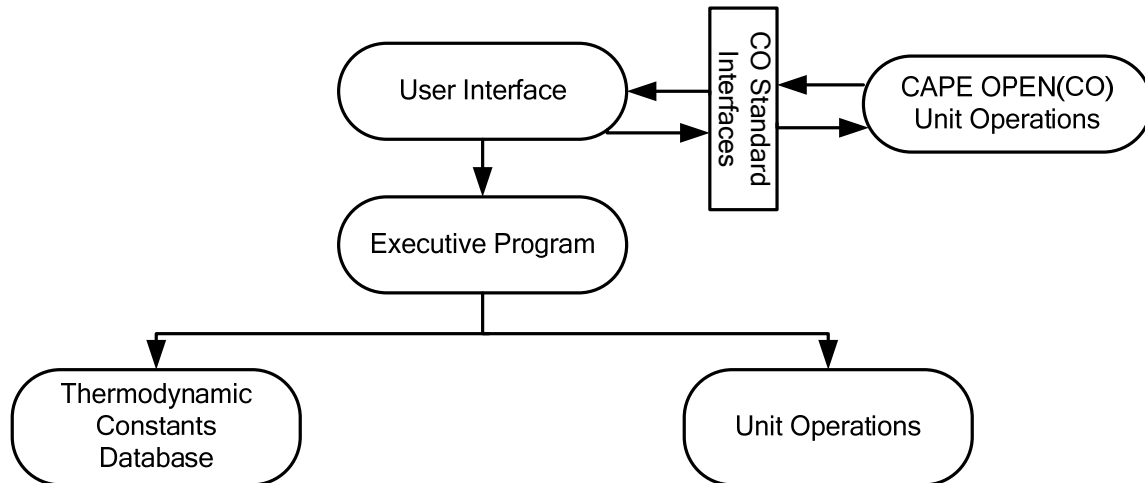 User Interface
CO Standard
Interfaces
CAPE OPEN(CO)
Unit Operations
Executive Program
Thermodynamic
Constants
Database
Unit Operations